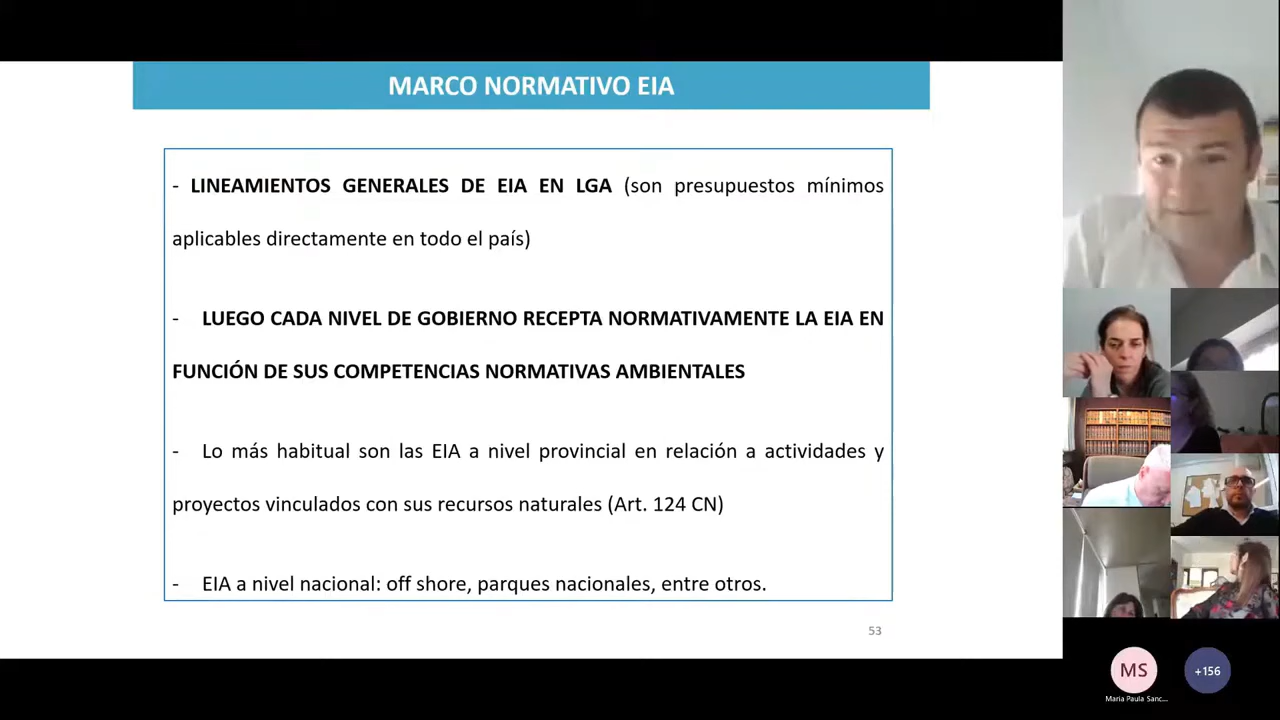 MARCO NORMATIVO EIA
- LINEAMIENTOS GENERALES DE EIA EN LGA (son presupuestos mínimos
aplicables directamente en todo el país)
- LUEGO CADA NIVEL DE GOBIERNO RECEPTA NORMATIVAMENTE LA EIA EN
FUNCIÓN DE SUS COMPETENCIAS NORMATIVAS AMBIENTALES
- Lo más habitual son las EIA a nivel provincial en relación a actividades y
proyectos vinculados con sus recursos naturales (Art. 124 CN)
- EIA a nivel nacional: off shore, parques nacionales, entre otros.
53
MS
+156
Maria Paula Sanc...